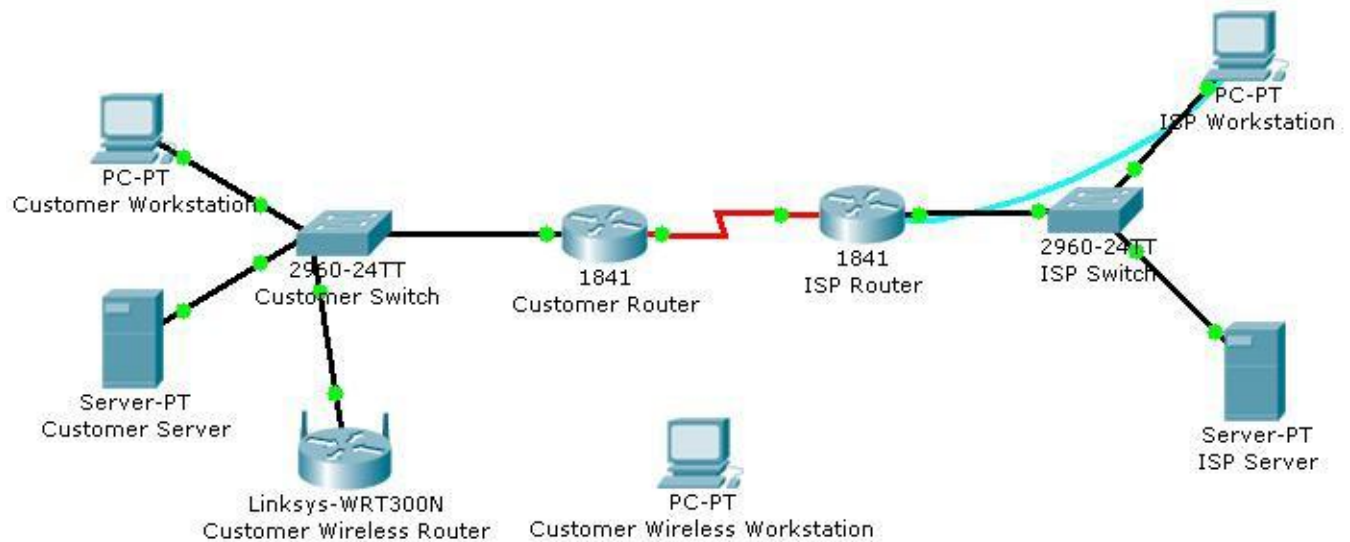 PC-PT
ISP Workstation
PC-PT
Customer Workstation
2960-24TT
Customer Switch
1841
Customer Router
1841
ISP Router
2960-24TT
ISP Switch
Server-PT
Customer Server
Server-PT
ISP Server
Linksys-WRT300N
Customer Wireless Router
PC-PT
Customer Wireless Workstation